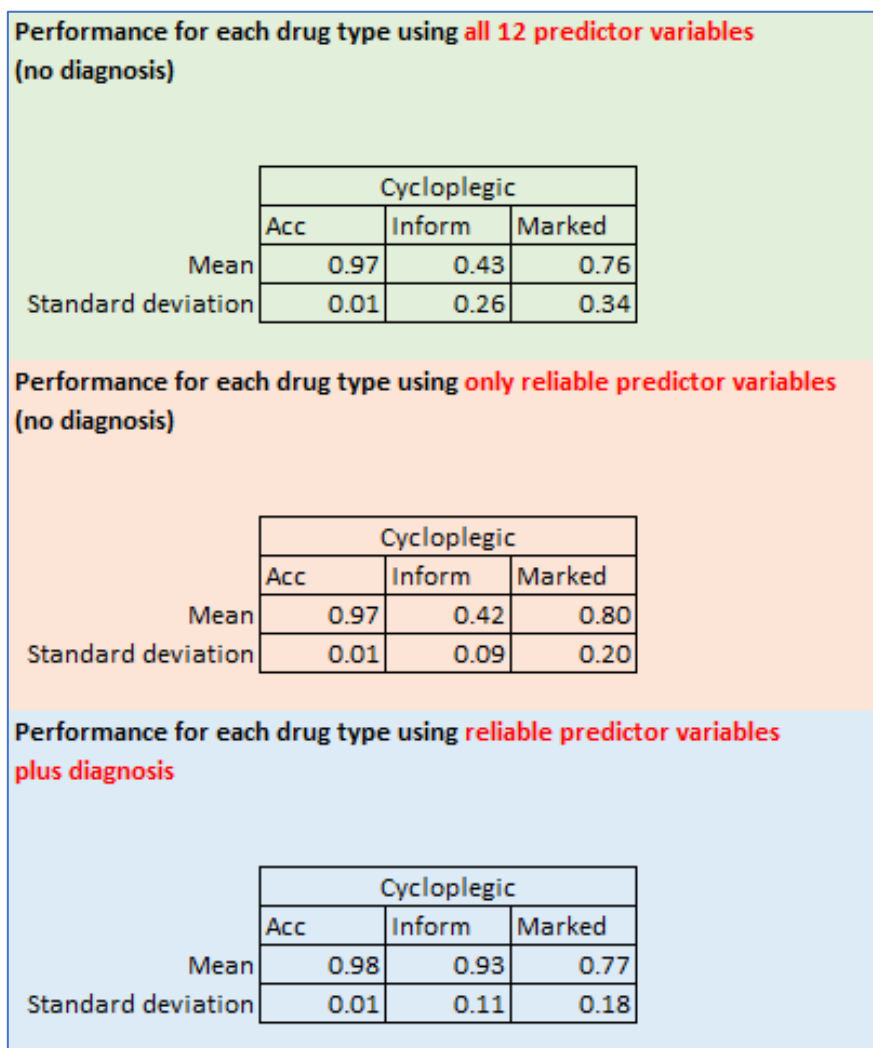 Performance for each drug type using all 12 predictor variables
(no diagnosis)
Cycloplegic
Acc Inform Marked
Mean 0.97 0.43 0.76
Standard deviation 0.01 0.26 0.34
Performance for each drug type using only reliable predictor variables
(no diagnosis)
Cycloplegic
Acc Inform Marked
Mean 0.97 0.42 0.80
Standard deviation 0.01 0.09 0.20
Performance for each drug type using reliable predictor variables
plus diagnosis
Cycloplegic
Acc Inform Marked
Mean 0.98 0.93 0.77
Standard deviation 0.01 0.11 0.18